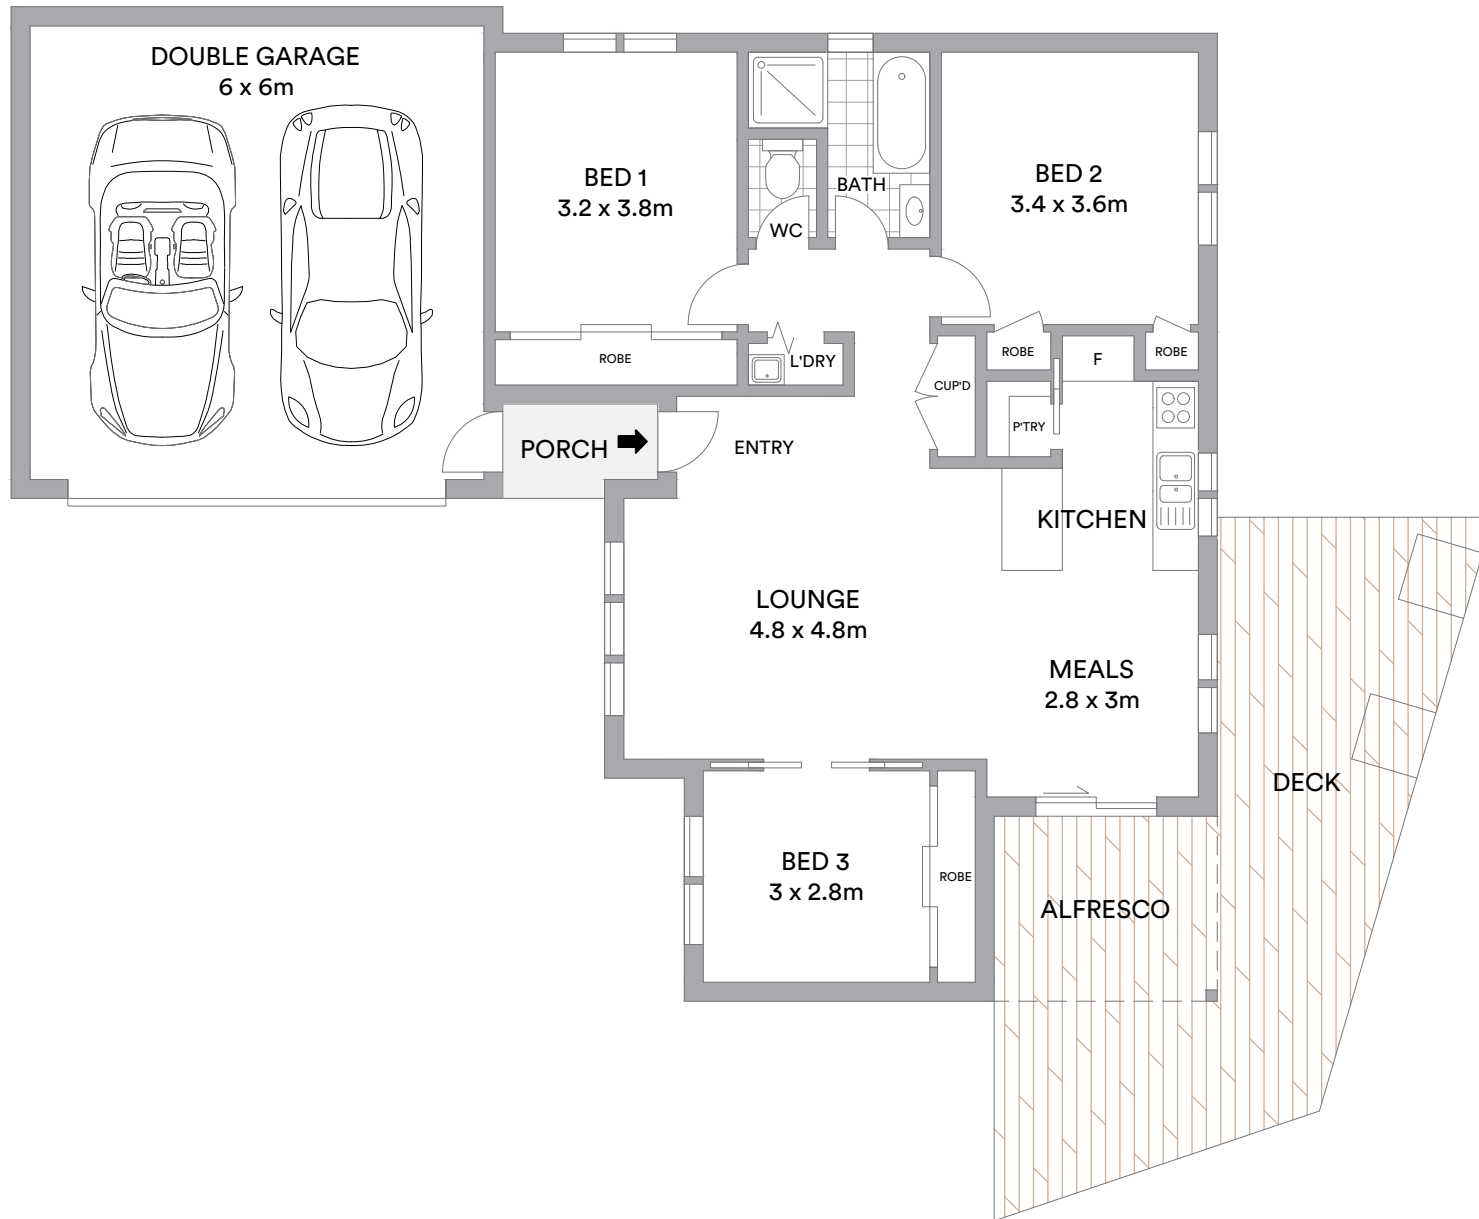 DOUBLE GARAGE
6 x 6m
BED 1
3.2 x 3.8m
BATH
WC
BED 2
3.4 x 3.6m
ROBE
L'DRY
CUP'D
ROBE
F
ROBE
P'TRY
PORCH
ENTRY
KITCHEN
LOUNGE
4.8 x 4.8m
MEALS
2.8 x 3m
DECK
BED 3
3 x 2.8m
ROBE
ALFRESCO